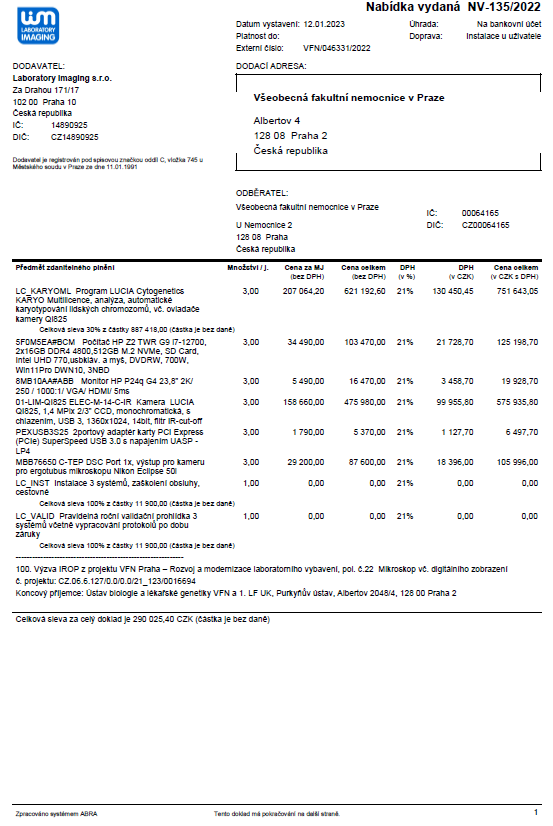 Nabídka vydaná NV-135/2022
LIM
LABORATORY
IMAGING
Datum vystavení: 12.01.2023
Úhrada: Na bankovní účet
Platnost do:
Doprava: Instalace u uživatele
Externí číslo: VFN/046331/2022
DODAVATEL:
Laboratory Imaging s.r.o.
Za Drahou 171/17
102 00 Praha 10
Česká republika
IČ: 14890925
DIČ: CZ14890925
Dodavatel je registrován pod spisovou značkou oddíl C, vložka 745 u
Městského soudu v Praze ze dne 11.01.1991
DODACÍ ADRESA:
Všeobecná fakultní nemocnice v Praze
Albertov 4
128 08 Praha 2
Česká republika
ODBĚRATEL:
Všeobecná fakultní nemocnice v Praze
U Nemocnice 2
128 08 Praha
Česká republika
IČ: 00064165
DIČ: CZ00064165
Předmět zdanitelného plnění Množství / j. Cena za MJ Cena celkem DPH DPH Cena celkem
(bez DPH) (bez DPH) (v %) (v CZK) (v CZK s DPH)
LC_KARYOML Program LUCIA Cytogenetics 3,00 207 064,20 621 192,60 21% 130 450,45 751 643,05
KARYO Multilicence, analýza, automatické
karyotypování lidských chromozomů, vč. ovladače
kamery QI825
Celková sleva 30% z částky 887 418,00 (částka je bez daně)
5F0M5EA#BCM Počítač HP Z2 TWR G9 i7-12700, 3,00 34 490,00 103 470,00 21% 21 728,70 125 198,70
2x16GB DDR4 4800,512GB M.2 NVMe, SD Card,
Intel UHD 770,usbkláv. a myš, DVDRW, 700W,
Win11Pro DWN10, 3NBD
8MB10AA#ABB Monitor HP P24q G4 23,8" 2K/ 3,00 5 490,00 16 470,00 21% 3 458,70 19 928,70
250 / 1000:1/ VGA/ HDMI/ 5ms
01-LIM-QI825 ELEC-M-14-C-IR Kamera LUCIA 3,00 158 660,00 475 980,00 21% 99 955,80 575 935,80
QI825, 1,4 MPix 2/3" CCD, monochromatická, s
chlazením, USB 3, 1360x1024, 14bit, filtr IR-cut-off
PEXUSB3S25 2portový adaptér karty PCI Express 3,00 1 790,00 5 370,00 21% 1 127,70 6 497,70
(PCIe) SuperSpeed USB 3.0 s napájením UASP -
LP4
MBB76650 C-TEP DSC Port 1x, výstup pro kameru 3,00 29 200,00 87 600,00 21% 18 396,00 105 996,00
pro ergotubus mikroskopu Nikon Eclipse 50i
LC_INST Instalace 3 systémů, zaškolení obsluhy, 1,00 0,00 0,00 21% 0,00 0,00
cestovné
Celková sleva 100% z částky 11 900,00 (částka je bez daně)
LC_VALID Pravidelná roční validační prohlídka 3 1,00 0,00 0,00 21% 0,00 0,00
systémů včetně vypracování protokolů po dobu
záruky
Celková sleva 100% z částky 11 900,00 (částka je bez daně)
100. Výzva IROP z projektu VFN Praha – Rozvoj a modernizace laboratorního vybavení, pol. č.22 Mikroskop vč. digitálního zobrazení
č. projektu: CZ.06.6.127/0.0/0.0/21_123/0016694
Koncový příjemce: Ústav biologie a lékařské genetiky VFN a 1. LF UK, Purkyňův ústav, Albertov 2048/4, 128 00 Praha 2
Celková sleva za celý doklad je 290 025,40 CZK (částka je bez daně)
Zpracováno systémem ABRA
Tento doklad má pokračování na další straně.
1